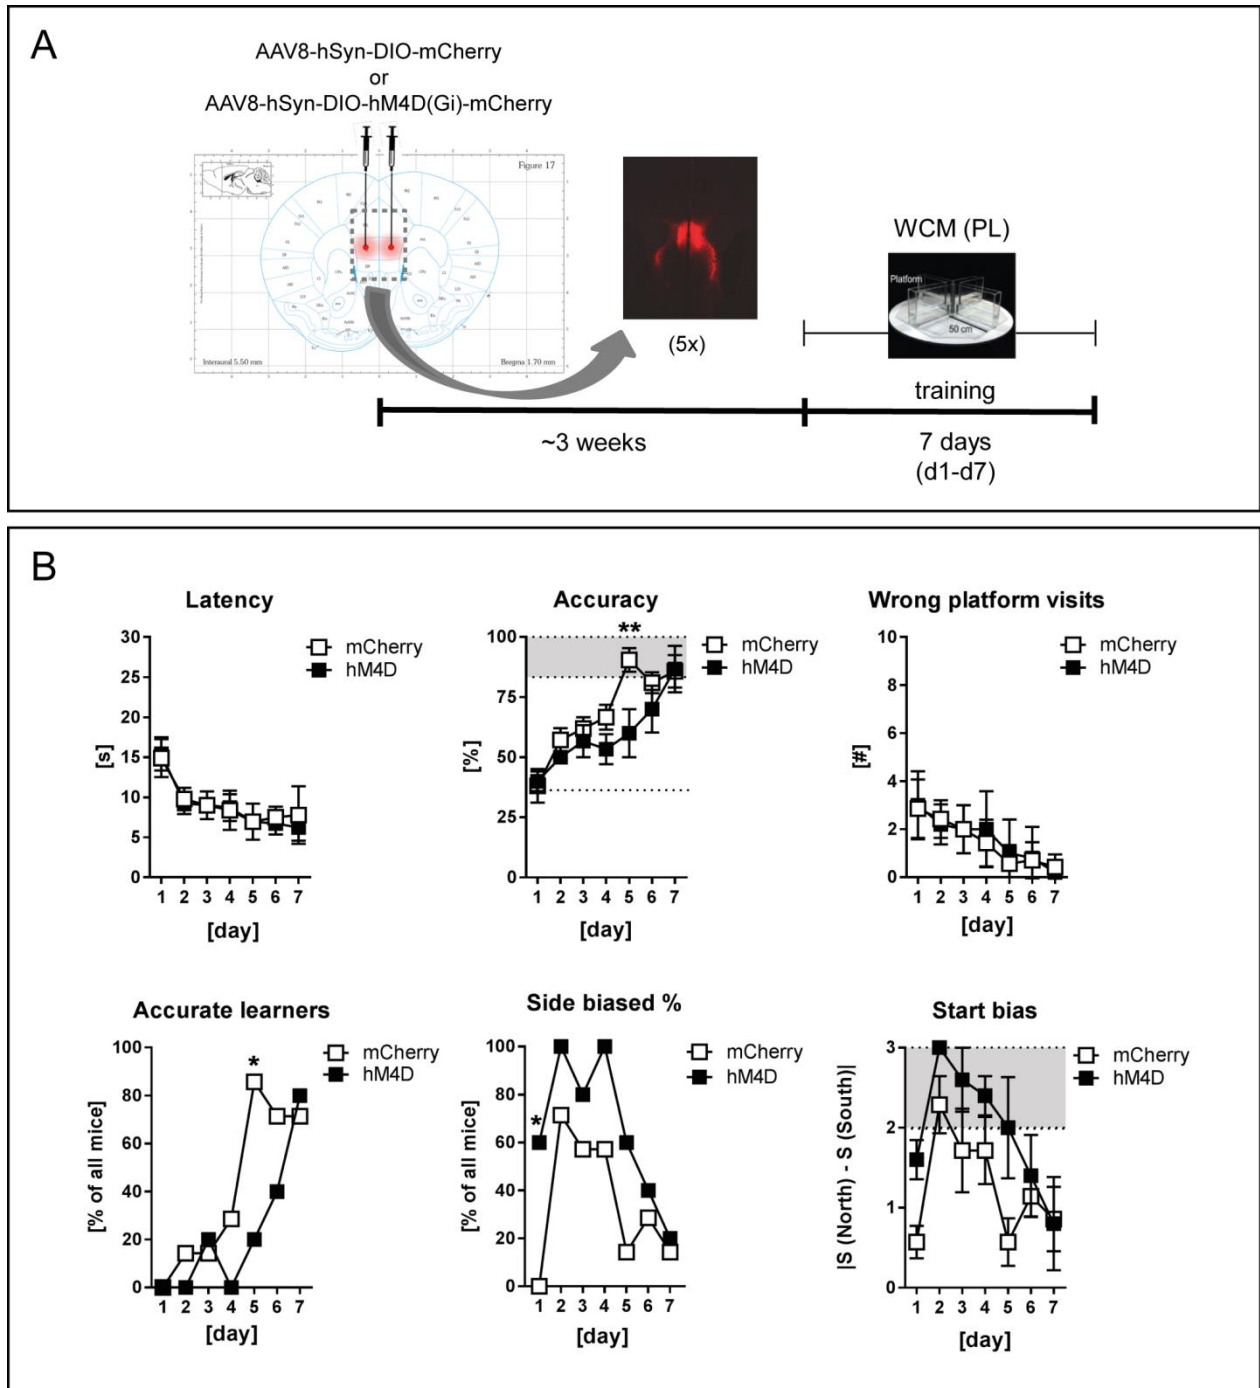 A
AAV8-hSyn-DIO-mCherry
or
AAV8-hSyn-DIO-hM4D(Gi)-mCherry
Figure 17
Interaural 5.50 mm
Bregma 1.70 mm
(5x)
WCM (PL)
Platform
50 cm
training
~3 weeks
7 days
(d1-d7)
B
Latency
30
25
20
15
10
5
0
[s]
mCherry
hM4D
1 2 3 4 5 6 7
[day]
Accuracy
**
100
75
50
25
0
[%]
mCherry
hM4D
1 2 3 4 5 6 7
[day]
Wrong platform visits
10
8
6
4
2
0
[#]
mCherry
hM4D
1 2 3 4 5 6 7
[day]
Accurate learners
100
80
60
40
20
0
[% of all mice]
*
mCherry
hM4D
1 2 3 4 5 6 7
[day]
Side biased %
100
80
60
40
20
0
[% of all mice]
*
mCherry
hM4D
1 2 3 4 5 6 7
[day]
Start bias
3
2
1
0
|S (North) - S (South)|
mCherry
hM4D
1 2 3 4 5 6 7
[day]